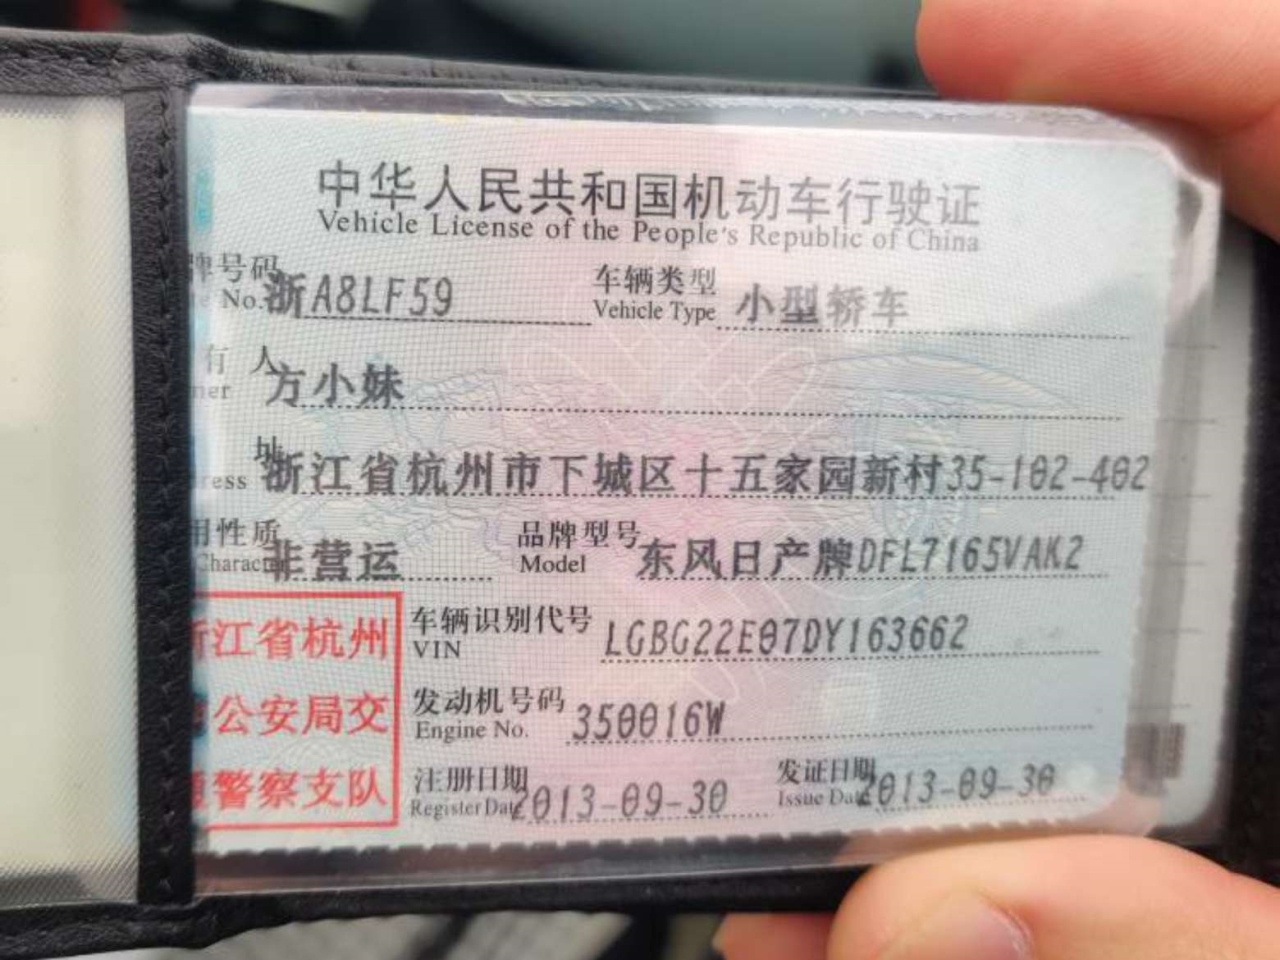 中华人民共和国机动车行驶证
Vehicle License of the People's Republic of China
牌号码 浙A8LF59 车辆类型 小型轿车
No. Vehicle Type
有人 方小妹
址 浙江省杭州市下城区十五家园新村35-102-402
用性质 非营运 品牌型号 东风日产牌DFL7165VAK2
Charact Model
浙江省杭州
公安局交
警察支队
车辆识别代号 LGBG22E07DY163662
VIN
发动机号码 350016W
Engine No.
注册日期 2013-09-30 发证日期 2013-09-30
Register Date Issue Date